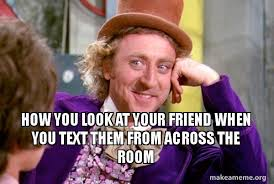 HOW YOU LOOK AT YOUR FRIEND WHEN
YOU TEXT THEM FROM ACROSS THE
ROOM
makeameme.org